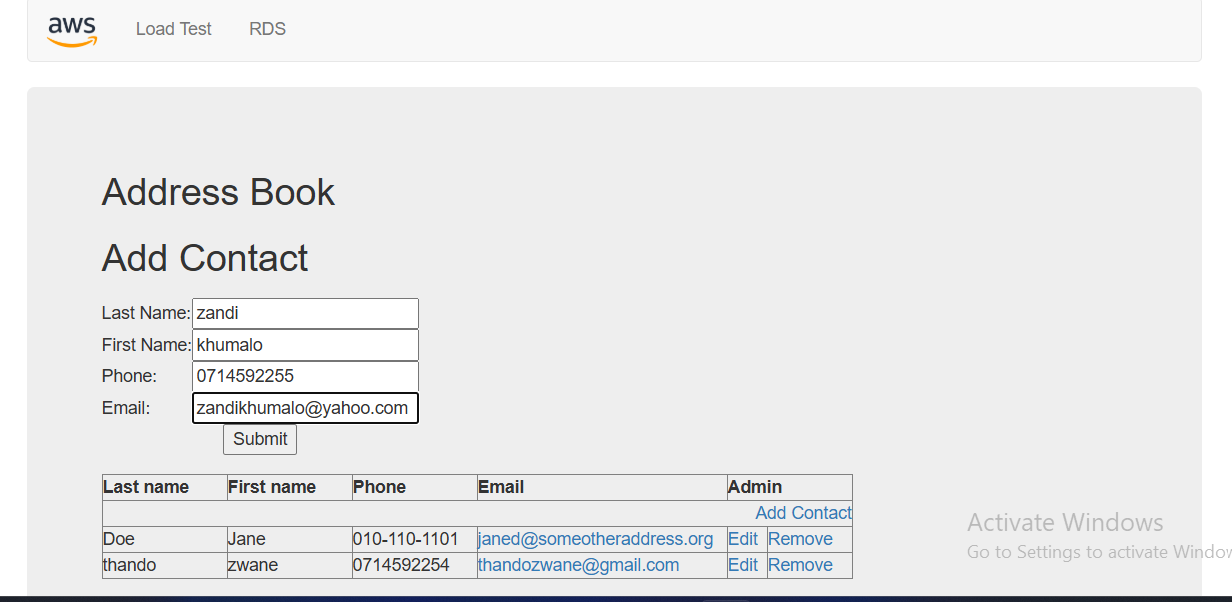 aws Load Test RDS
Address Book
Add Contact
Last Name: zandi
First Name: khumalo
Phone: 0714592255
Email: zandikhumalo@yahoo.com
Submit
Last name First name Phone Email Admin
Add Contact
Doe Jane 010-110-1101 janed@someotheraddress.org Edit Remove
thando zwane 0714592254 thandozwane@gmail.com Edit Remove
Activate Windows
Go to Settings to activate Window